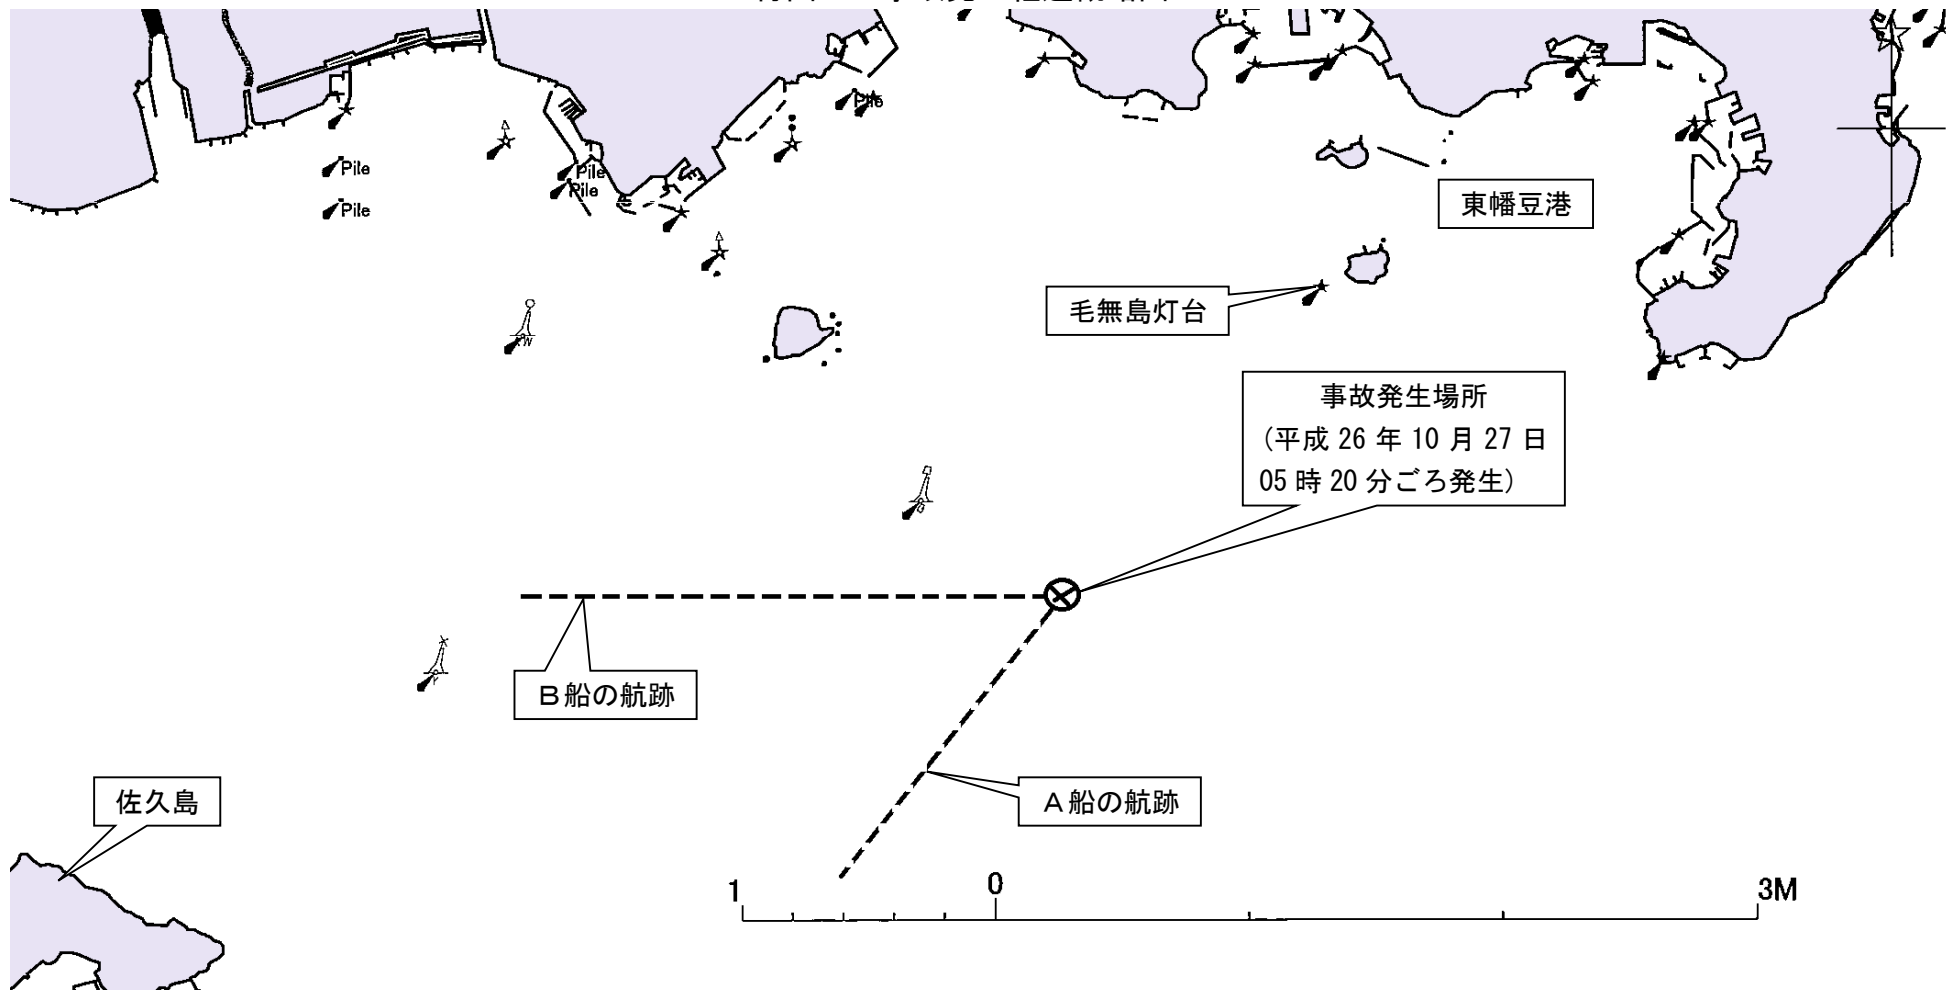 Pile
Pile
Pile
Pile
Pile
東幡豆港
毛無島灯台
事故発生場所
(平成 26 年 10 月 27 日
05 時 20 分ごろ発生)
B船の航跡
A船の航跡
佐久島
1
0
3M